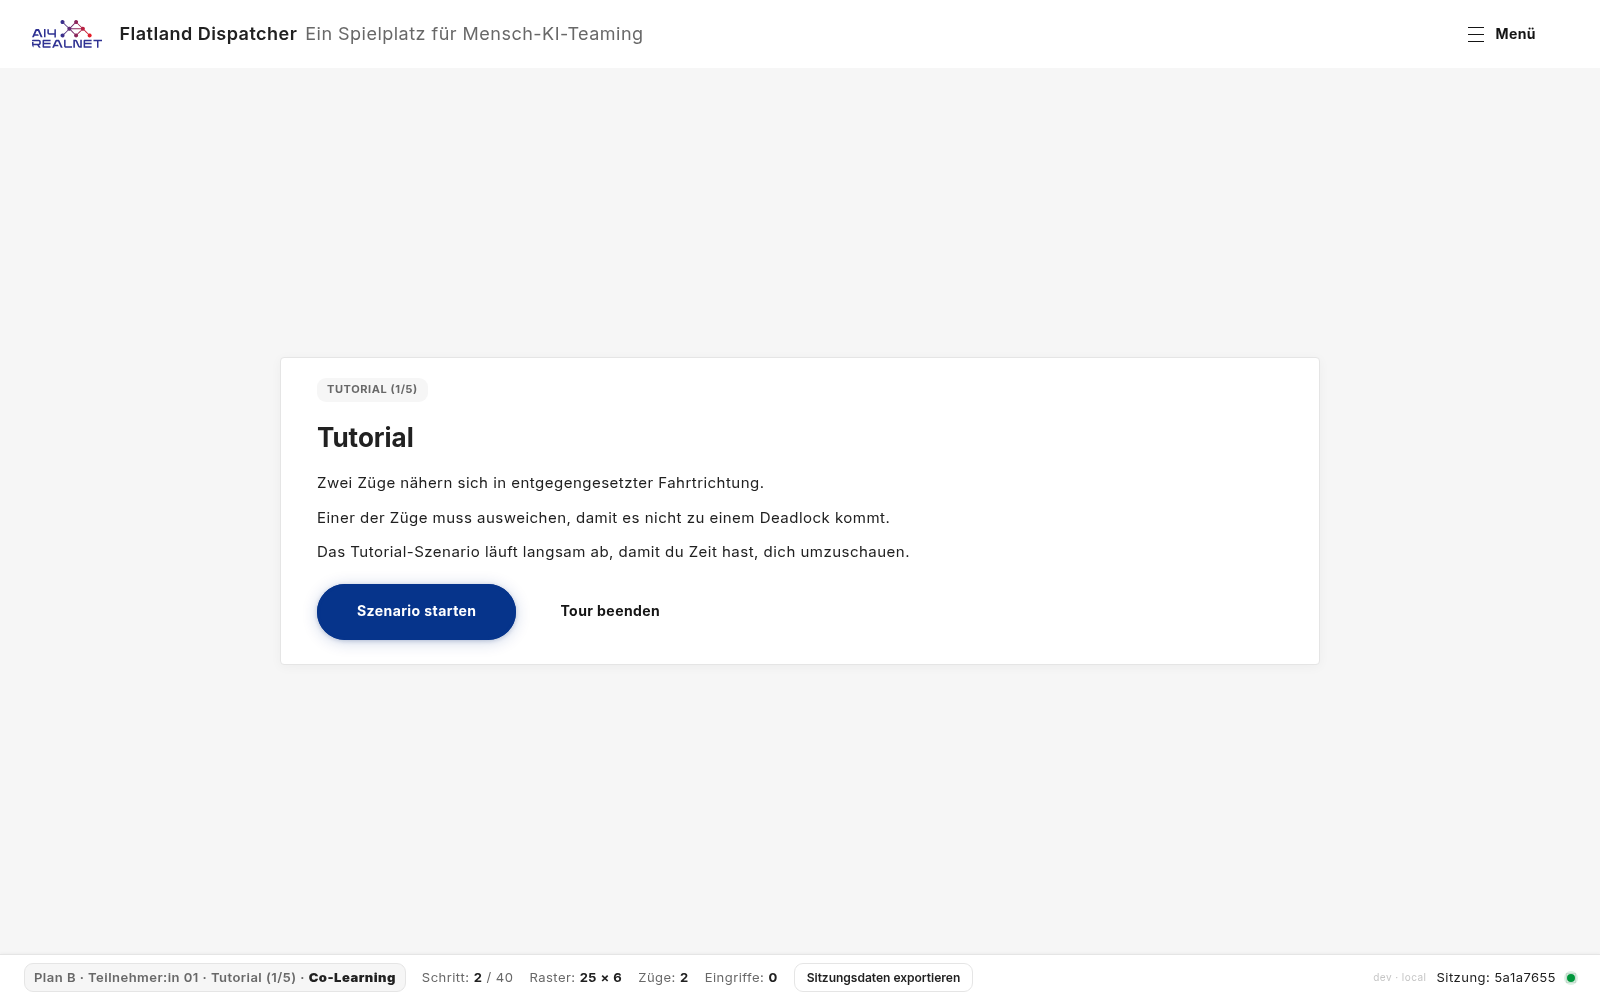 AI4
REALNET
Flatland Dispatcher Ein Spielplatz für Mensch-KI-Teaming
Menü
TUTORIAL (1/5)
Tutorial
Zwei Züge nähern sich in entgegengesetzter Fahrtrichtung.
Einer der Züge muss ausweichen, damit es nicht zu einem Deadlock kommt.
Das Tutorial-Szenario läuft langsam ab, damit du Zeit hast, dich umzuschauen.
Szenario starten Tour beenden
Plan B · Teilnehmer:in 01 · Tutorial (1/5) · Co-Learning Schritt: 2 / 40 Raster: 25 × 6 Züge: 2 Eingriffe: 0 Sitzungsdaten exportieren dev · local Sitzung: 5a1a7655